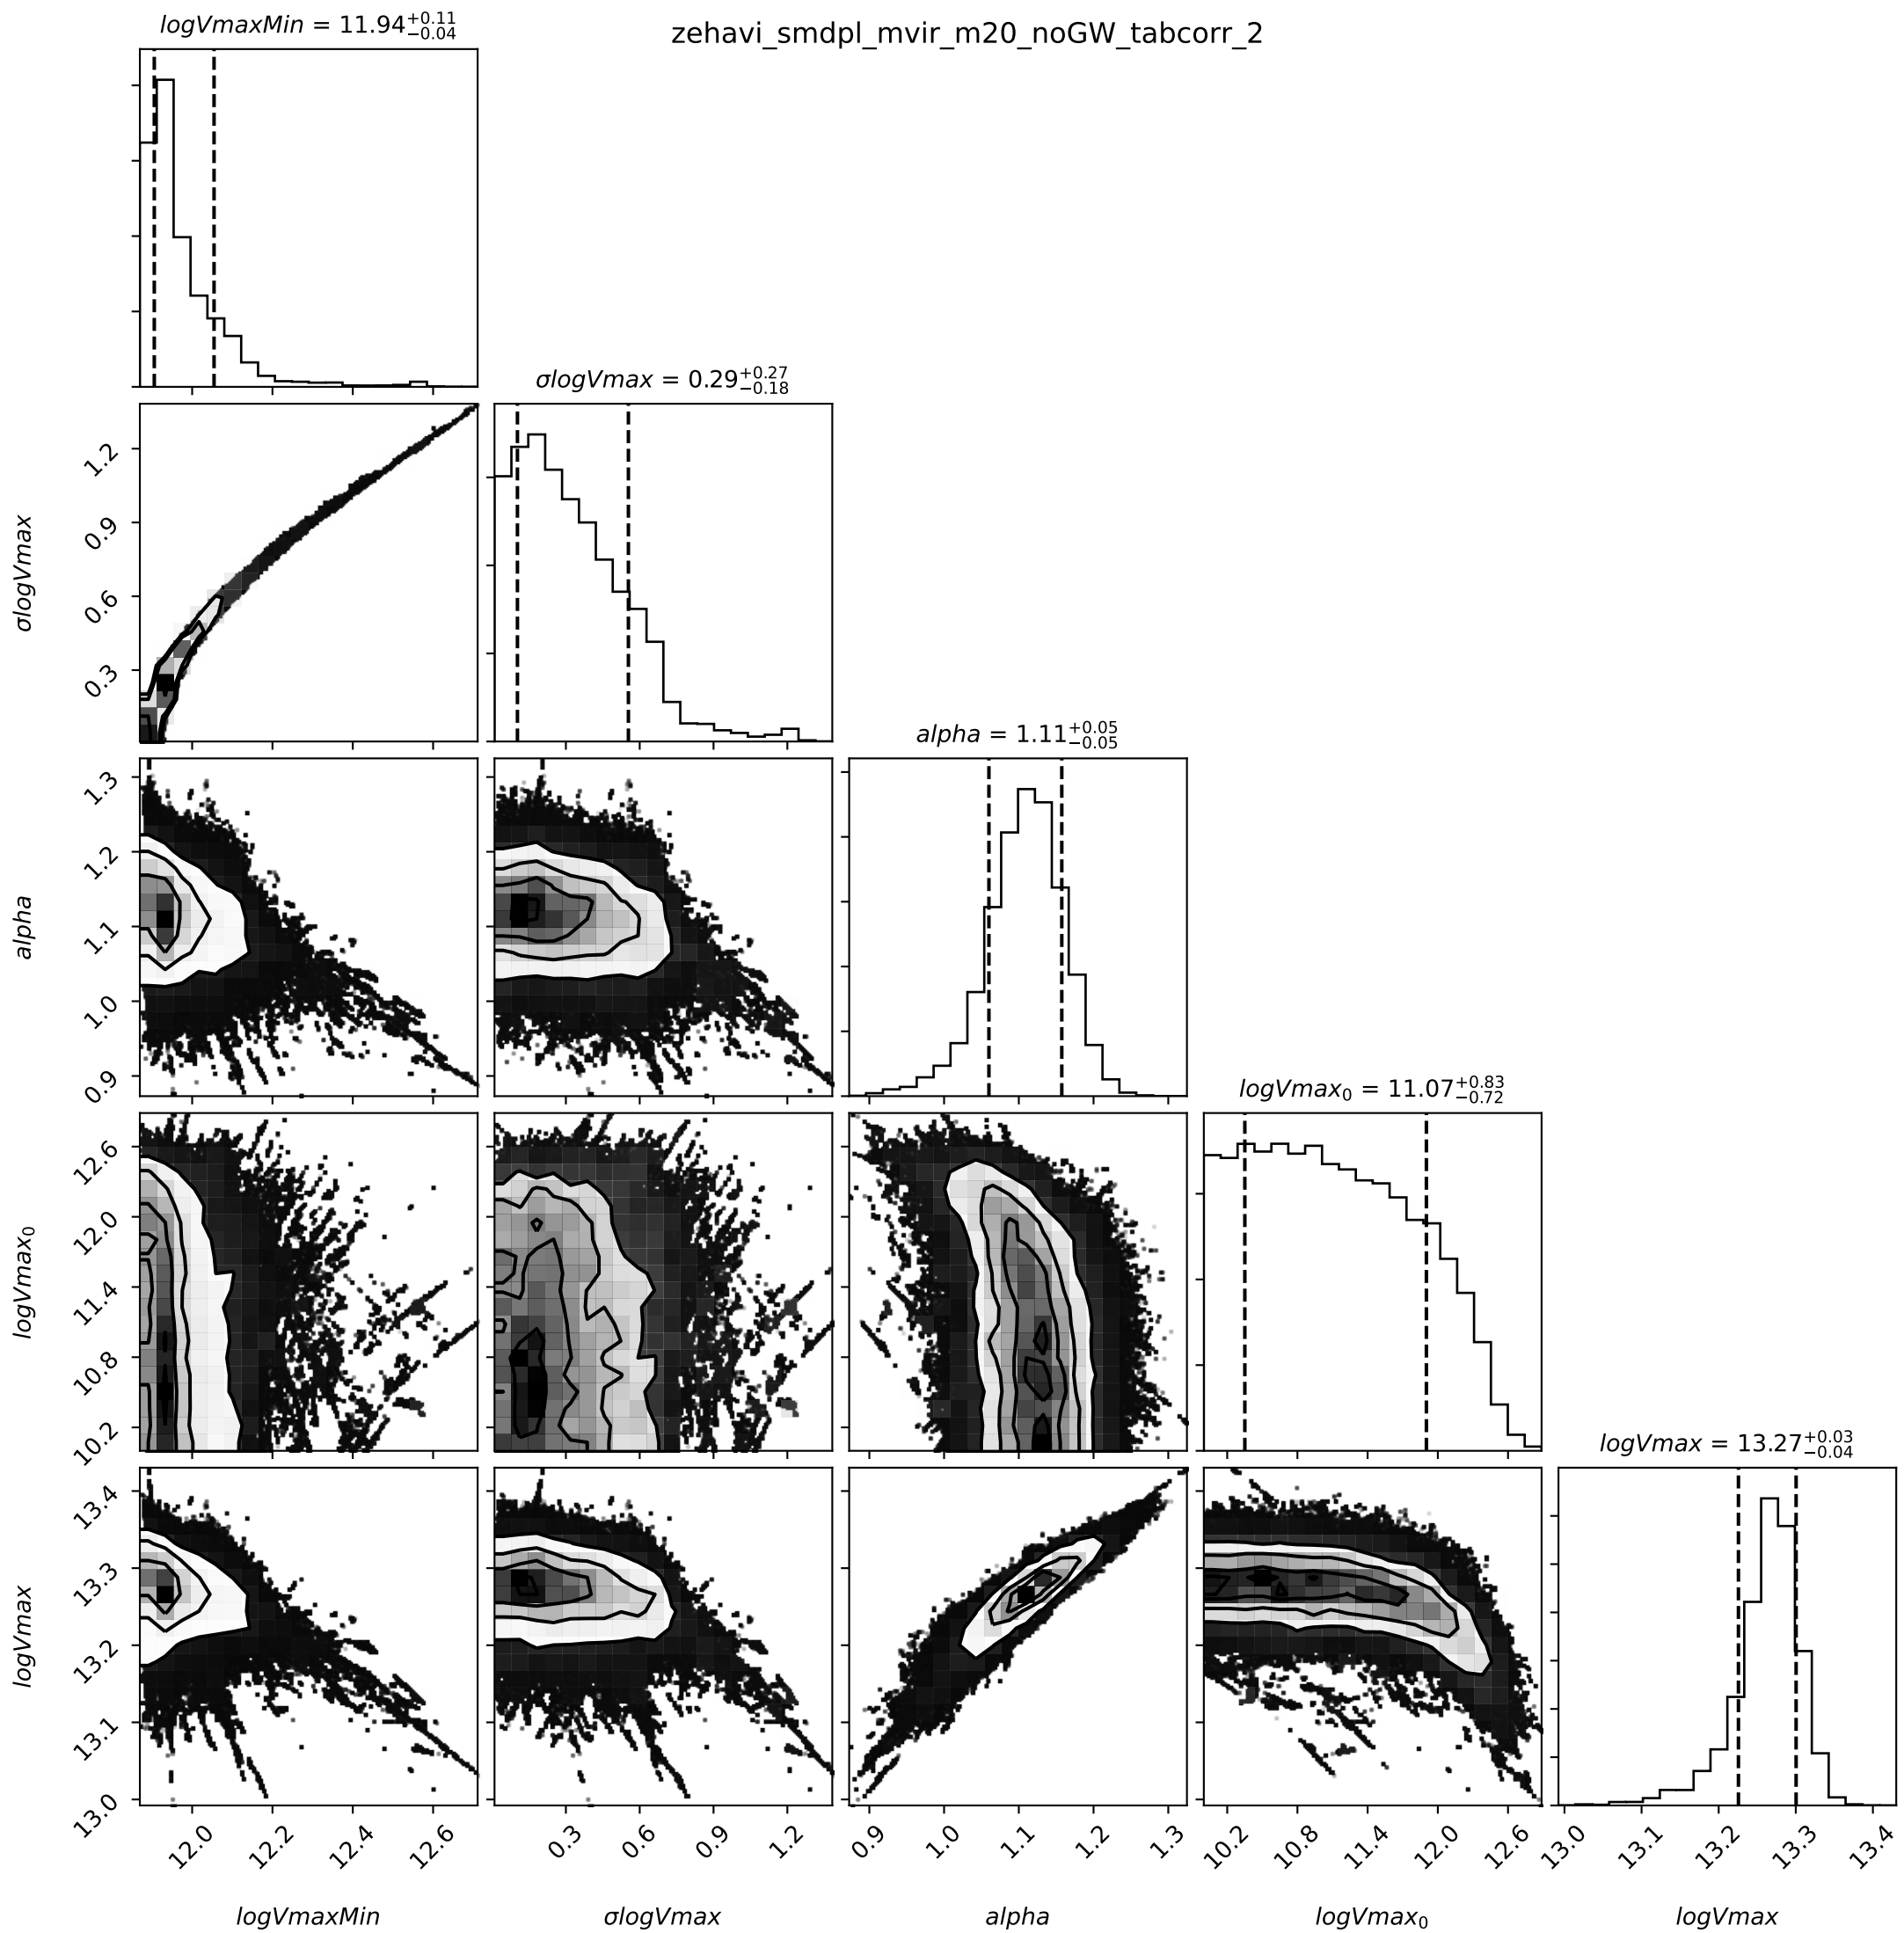 zehavi_smdpl_mvir_m20_noGW_tabcorr_2
logVmaxMin = 11.94+0.11−0.04
σlogVmax = 0.29+0.27−0.18
alpha = 1.11+0.05−0.05
logVmax0 = 11.07+0.83−0.72
logVmax = 13.27+0.03−0.04
σlogVmax
1.2
0.9
0.6
0.3
alpha
1.3
1.2
1.1
1.0
0.9
logVmax0
12.6
12.0
11.4
10.8
10.2
logVmax
13.4
13.3
13.2
13.1
13.0
12.0 12.2 12.4 12.6 0.3 0.6 0.9 1.2 0.9 1.0 1.1 1.2 1.3 10.2 10.8 11.4 12.0 12.6 13.0 13.1 13.2 13.3 13.4
logVmaxMin σlogVmax alpha logVmax0 logVmax